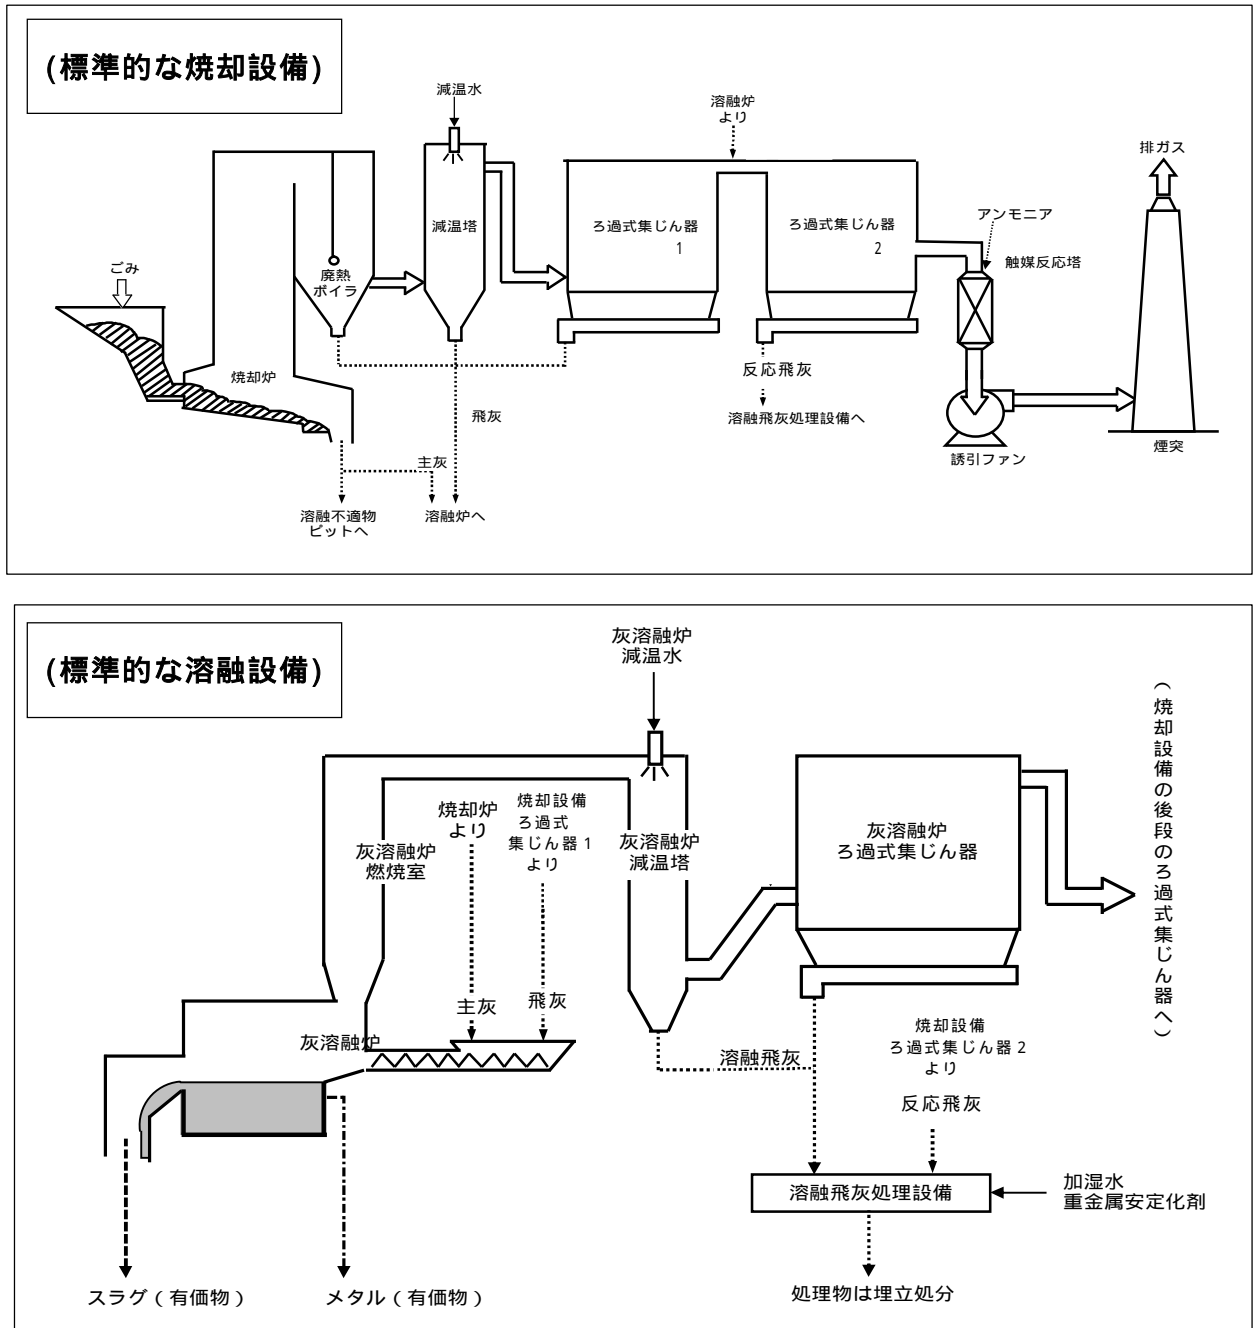 (標準的な焼却設備)
減温水
溶融炉
より
排ガス
アンモニア
減温塔
ろ過式集じん器
1
ろ過式集じん器
2
触媒反応塔
ごみ
廃熱
ボイラ
焼却炉
反応飛灰
溶融飛灰処理設備へ
飛灰
主灰
誘引ファン
煙突
溶融不適物
ピットへ
溶融炉へ
(標準的な溶融設備)
灰溶融炉
減温水
(焼却設備の後段のろ過式集じん器へ)
焼却炉
より
焼却設備
ろ過式
集じん器1
より
灰溶融炉
燃焼室
灰溶融炉
減温塔
灰溶融炉
ろ過式集じん器
主灰
飛灰
灰溶融炉
溶融飛灰
焼却設備
ろ過式集じん器2
より
反応飛灰
溶融飛灰処理設備
加湿水
重金属安定化剤
スラグ(有価物)
メタル(有価物)
処理物は埋立処分